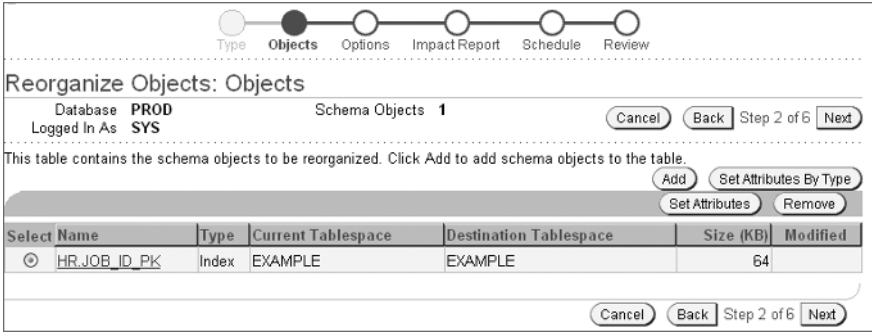 Type Objects Options Impact Report Schedule Review
Reorganize Objects: Objects
Database PROD Schema Objects 1
Logged In As SYS
Cancel Back Step 2 of 6 Next
This table contains the schema objects to be reorganized. Click Add to add schema objects to the table.
Add Set Attributes By Type
Set Attributes Remove
Select Name Type Current Tablespace Destination Tablespace Size (KB) Modified
HR.JOB_ID_PK Index EXAMPLE EXAMPLE 64
Cancel Back Step 2 of 6 Next